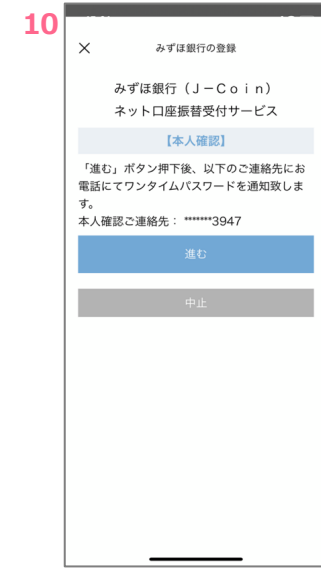 10
みずほ銀行の登録
みずほ銀行（Ｊ－Ｃｏｉｎ）
ネット口座振替受付サービス
【本人確認】
「進む」ボタン押下後、以下のご連絡先にお
電話にてワンタイムパスワードを通知致しま
す。
本人確認ご連絡先： *******3947
進む
中止